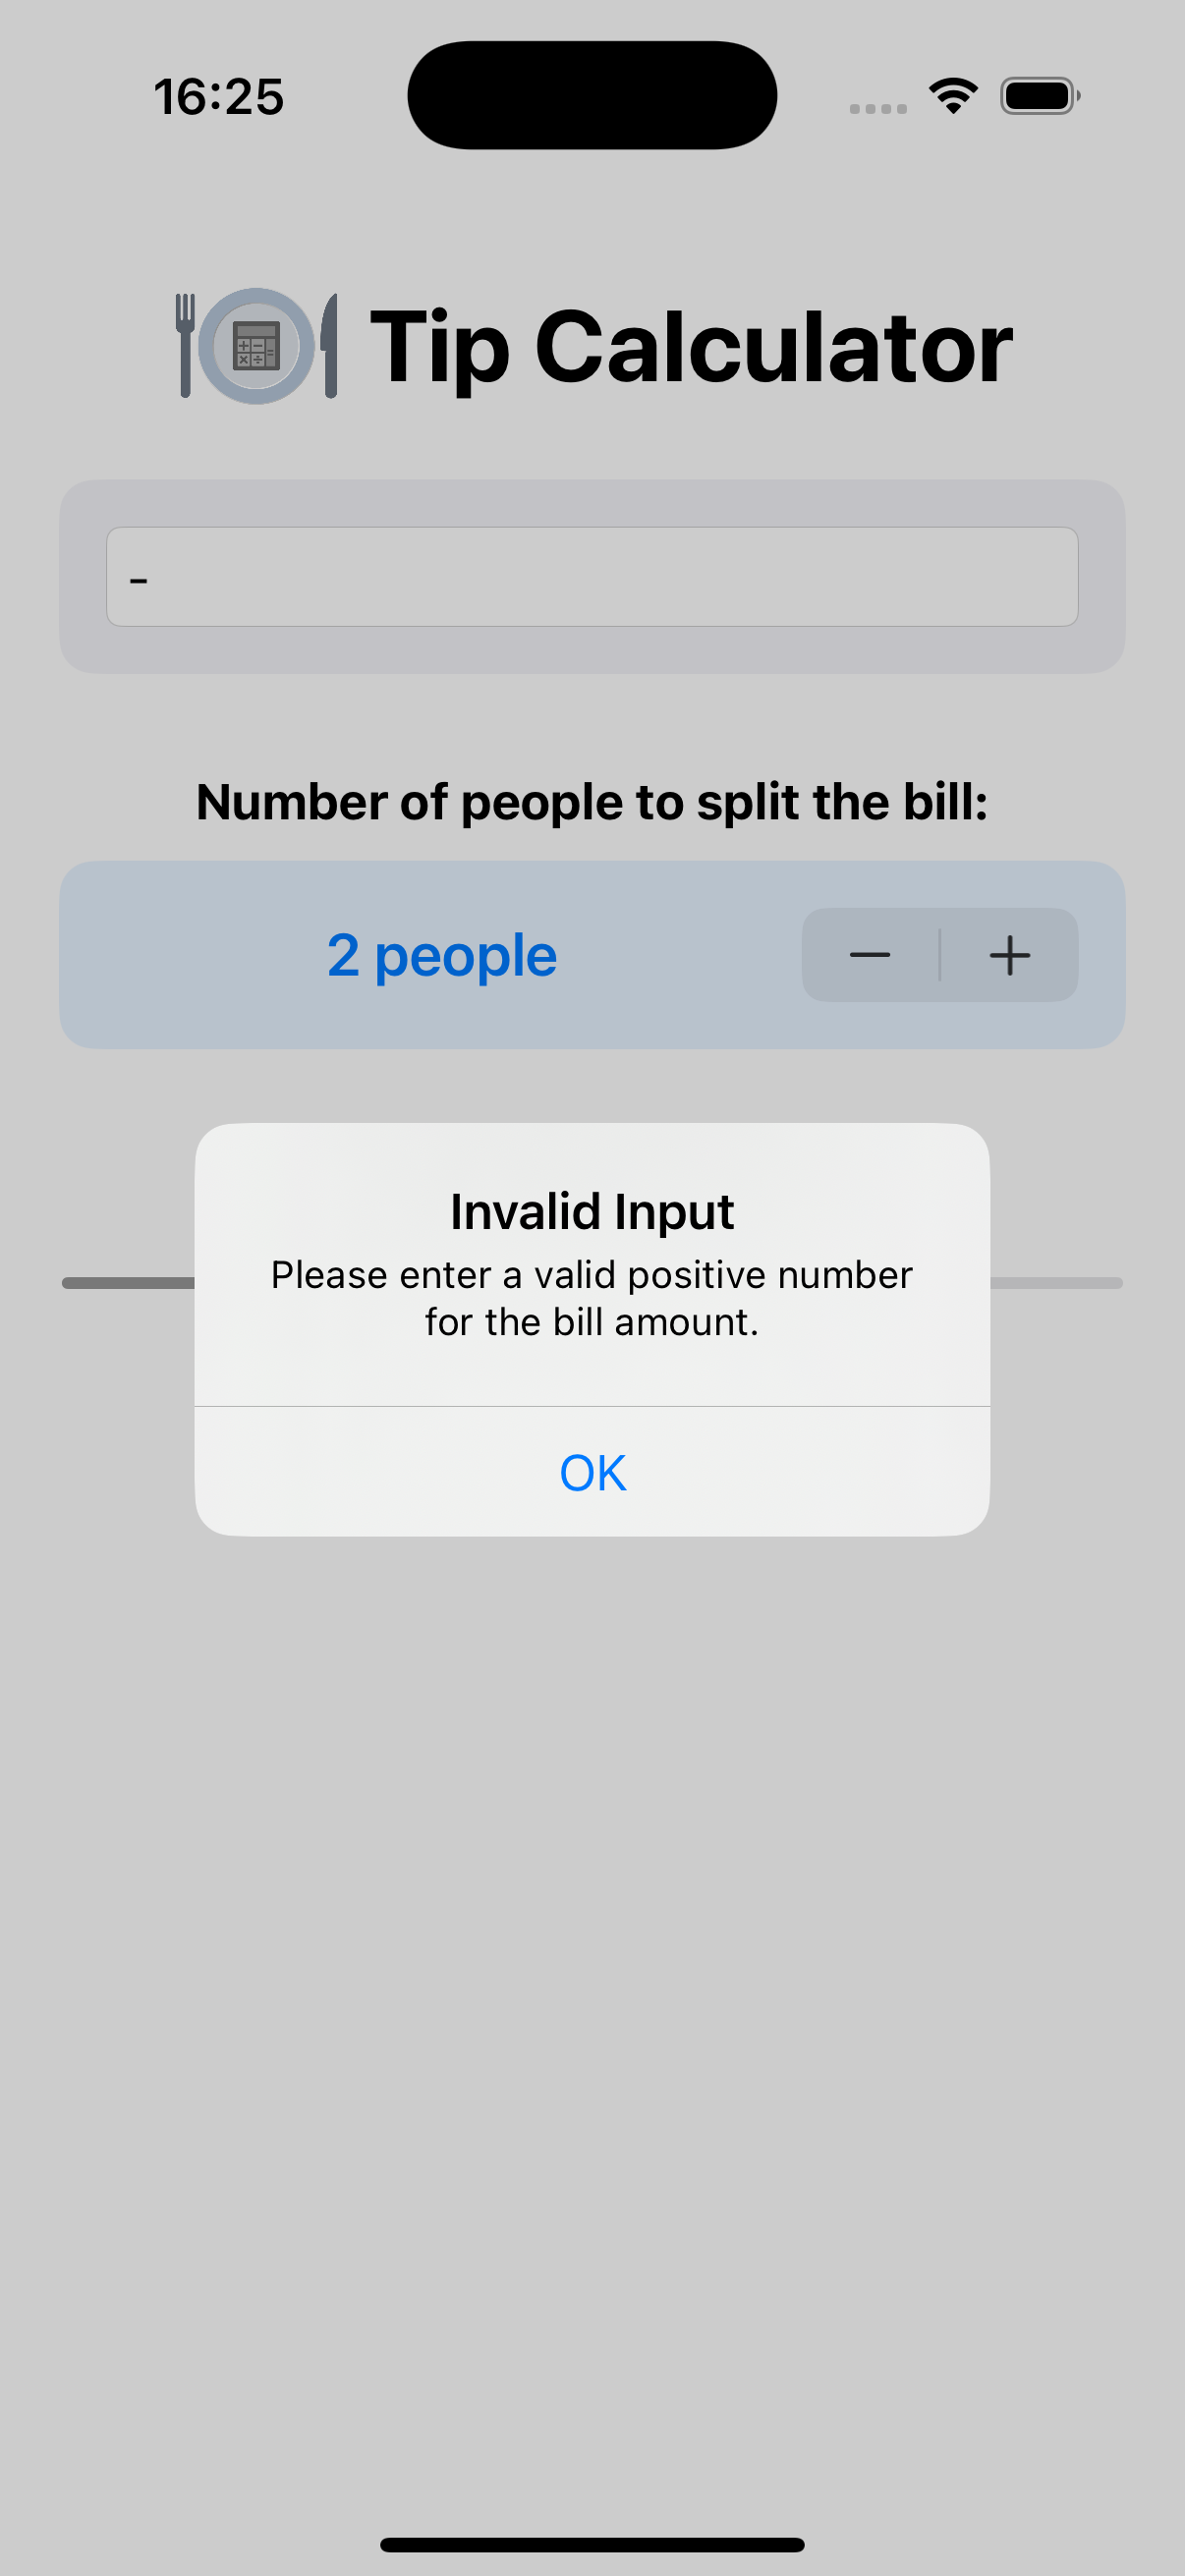 16:25
Tip Calculator
-
Number of people to split the bill:
2 people
Invalid Input
Please enter a valid positive number
for the bill amount.
OK